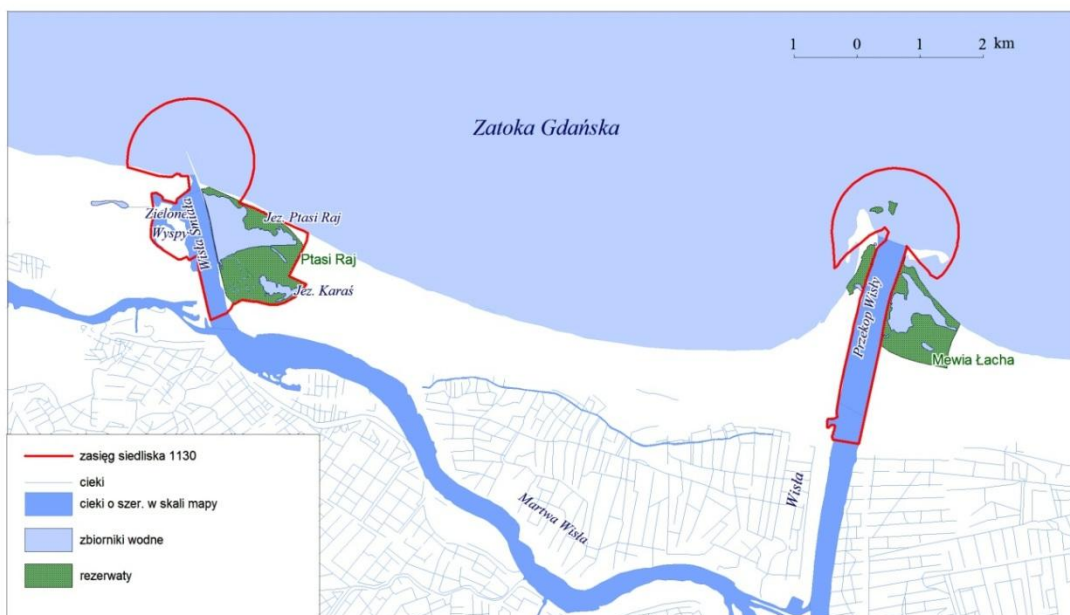 1 0 1 2 km
Zatoka Gdańska
Jez. Ptasi Raj
Zielone
Wyspy
Wisła Śmiała
Ptasi Raj
Jez. Karaś
Przekop Wisły
Mewia Łacha
Wisła
Martwa Wisła
zasięg siedliska 1130
cieki
cieki o szer. w skali mapy
zbiorniki wodne
rezerwaty